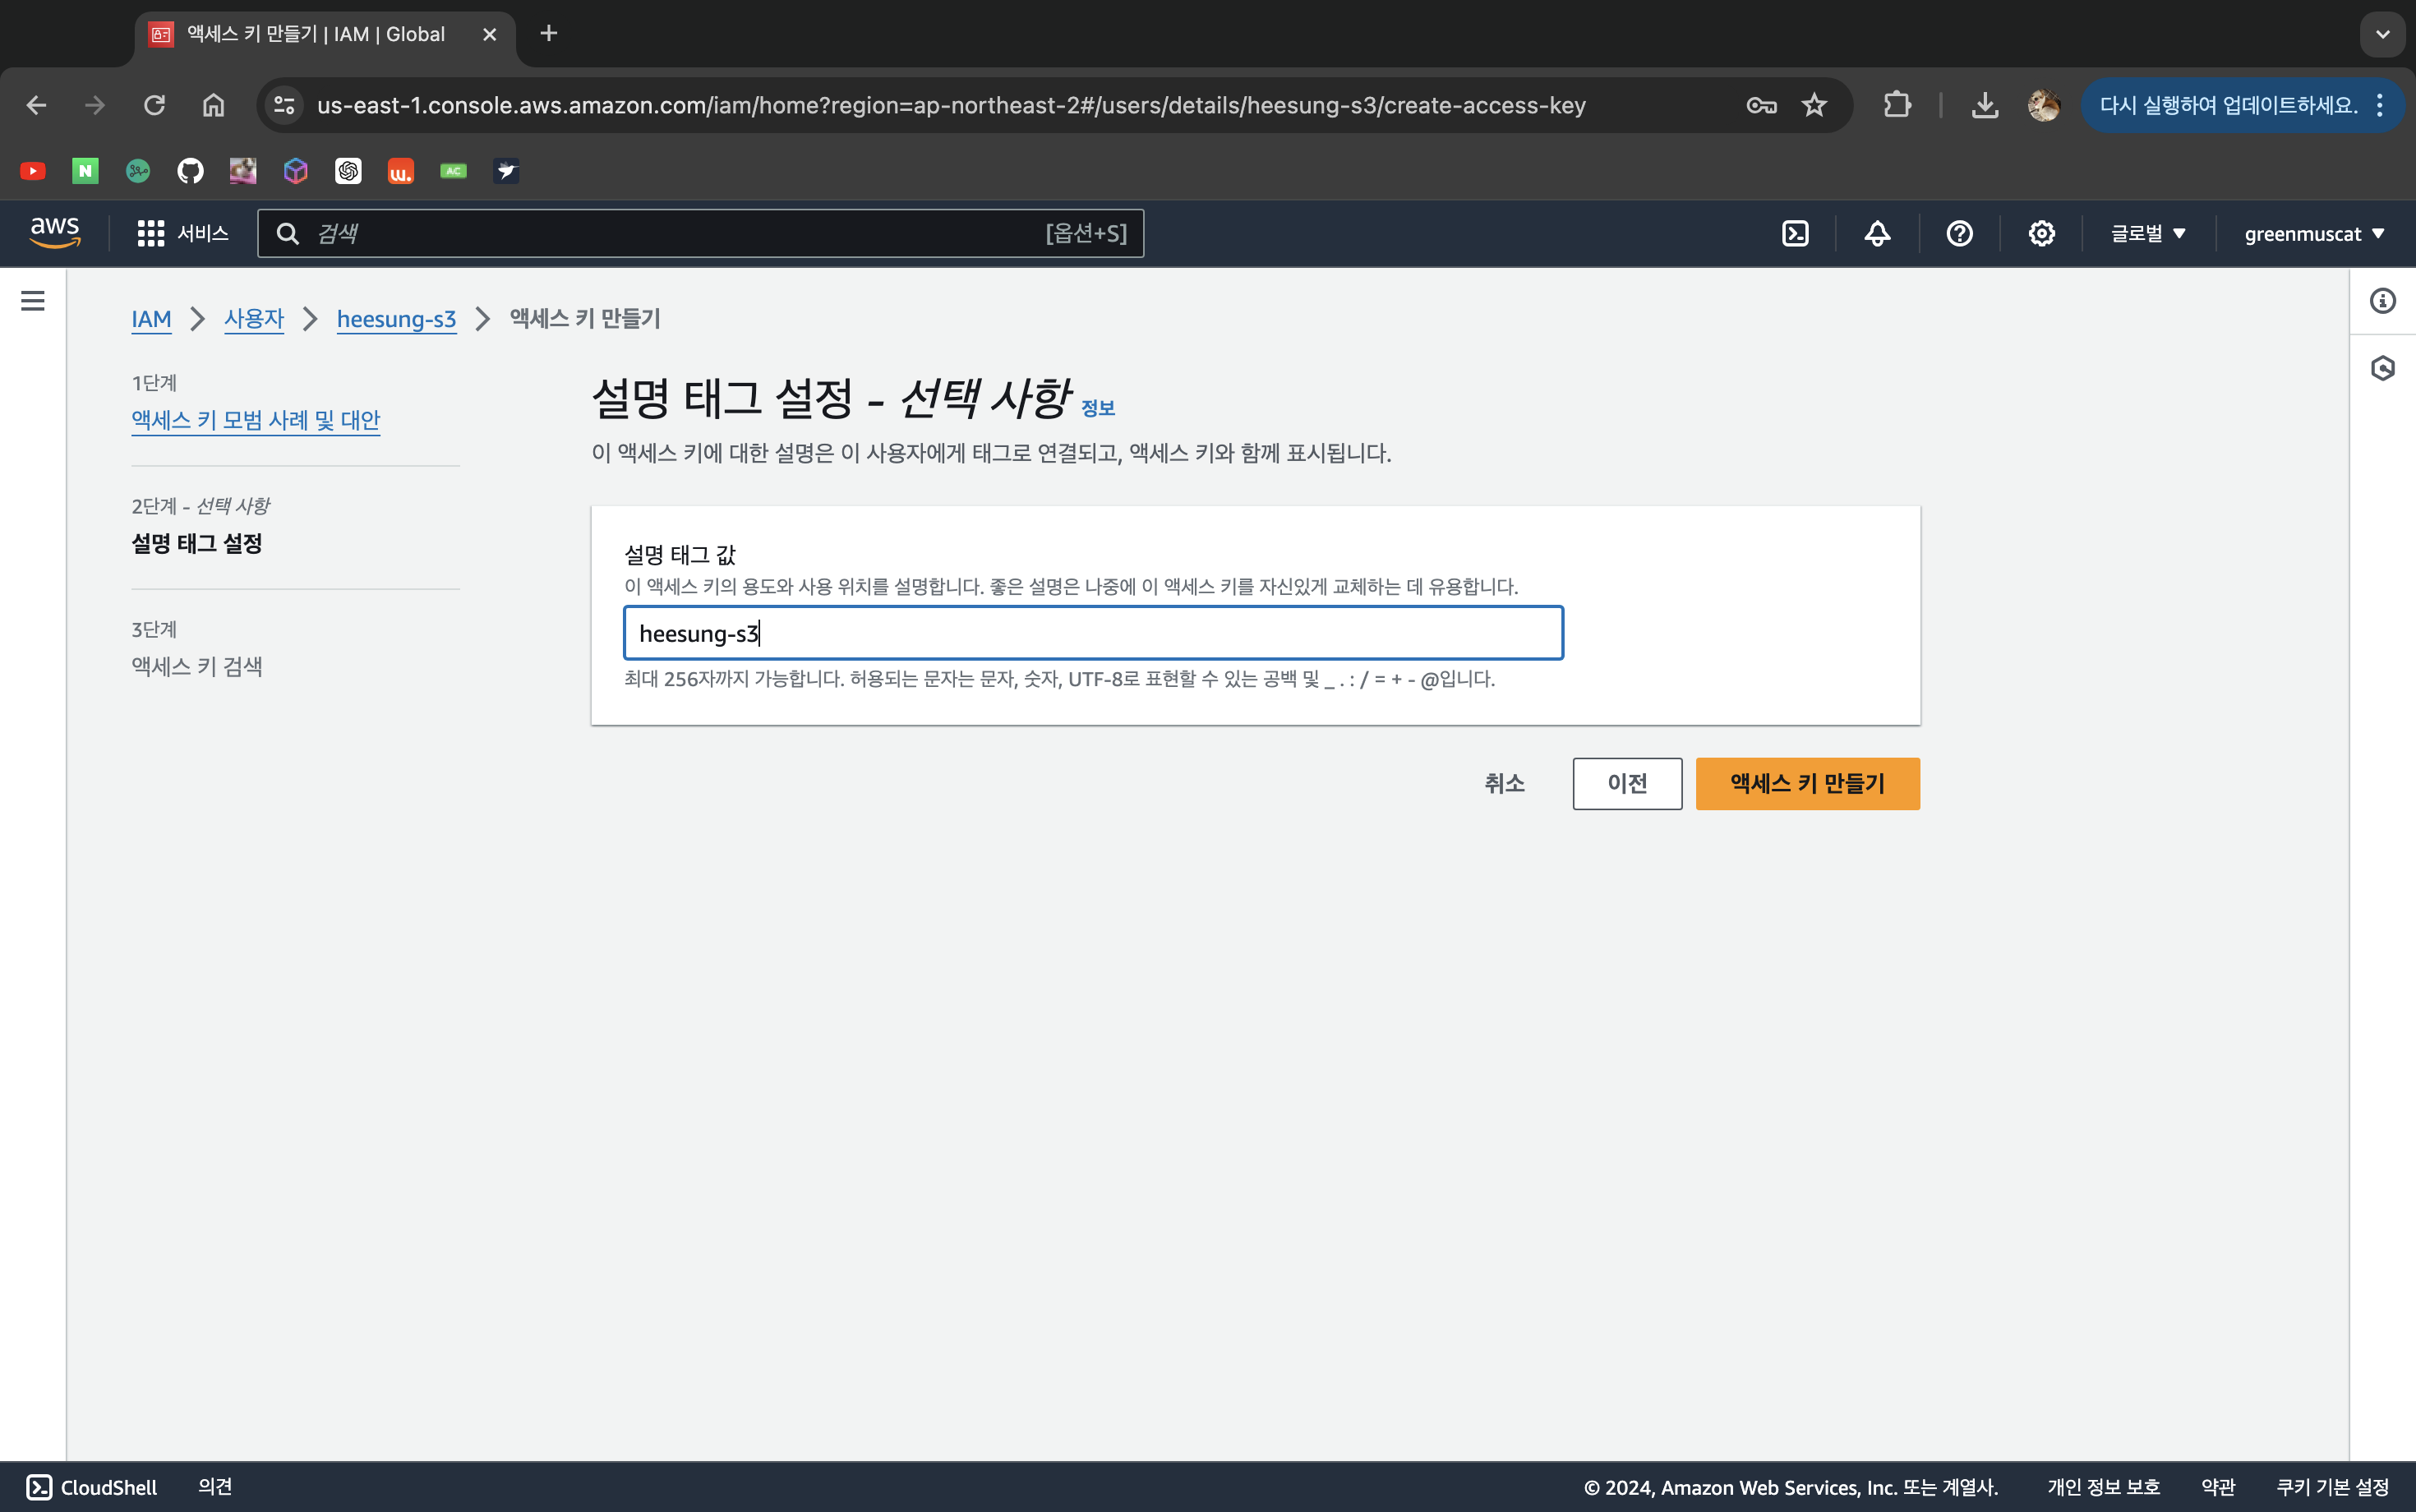 액세스 키 만들기 | IAM | Global
us-east-1.console.aws.amazon.com/iam/home?region=ap-northeast-2#/users/details/heesung-s3/create-access-key
다시 실행하여 업데이트하세요.
N
w.
AC
aws
서비스
검색
[옵션+S]
글로벌
greenmuscat
IAM
사용자
heesung-s3
액세스 키 만들기
1단계
액세스 키 모범 사례 및 대안
2단계 - 선택 사항
설명 태그 설정
3단계
액세스 키 검색
설명 태그 설정 - 선택 사항 정보
이 액세스 키에 대한 설명은 이 사용자에게 태그로 연결되고, 액세스 키와 함께 표시됩니다.
설명 태그 값
이 액세스 키의 용도와 사용 위치를 설명합니다. 좋은 설명은 나중에 이 액세스 키를 자신있게 교체하는 데 유용합니다.
heesung-s3
최대 256자까지 가능합니다. 허용되는 문자는 문자, 숫자, UTF-8로 표현할 수 있는 공백 및 _ . : / = + - @입니다.
취소
이전
액세스 키 만들기
CloudShell
의견
© 2024, Amazon Web Services, Inc. 또는 계열사.
개인 정보 보호
약관
쿠키 기본 설정